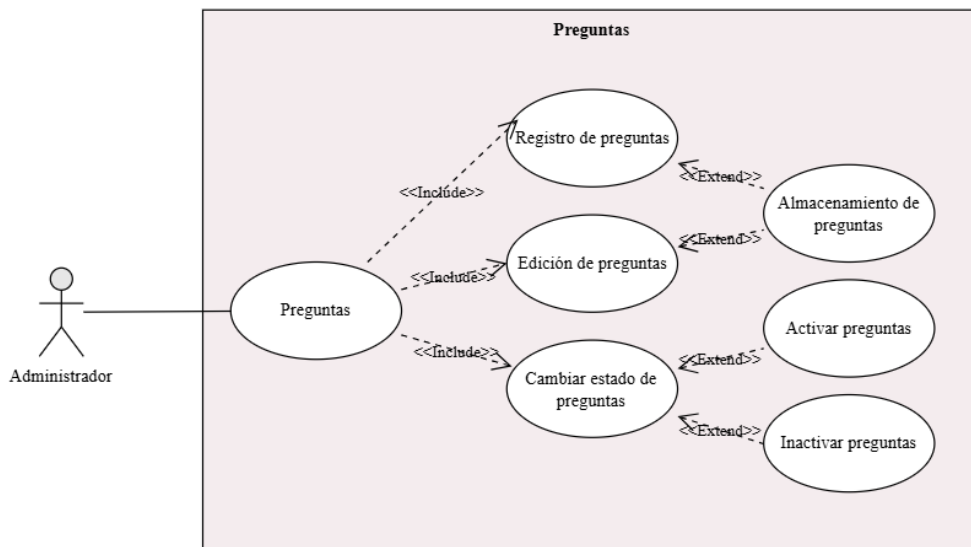 Preguntas
Registro de preguntas
<<Include>>
<<Extend>>
Almacenamiento de
preguntas
<<Extend>>
Edición de preguntas
<<Include>>
Preguntas
Activar preguntas
<<Include>>
<<Extend>>
Cambiar estado de
preguntas
Administrador
<<Extend>>
Inactivar preguntas